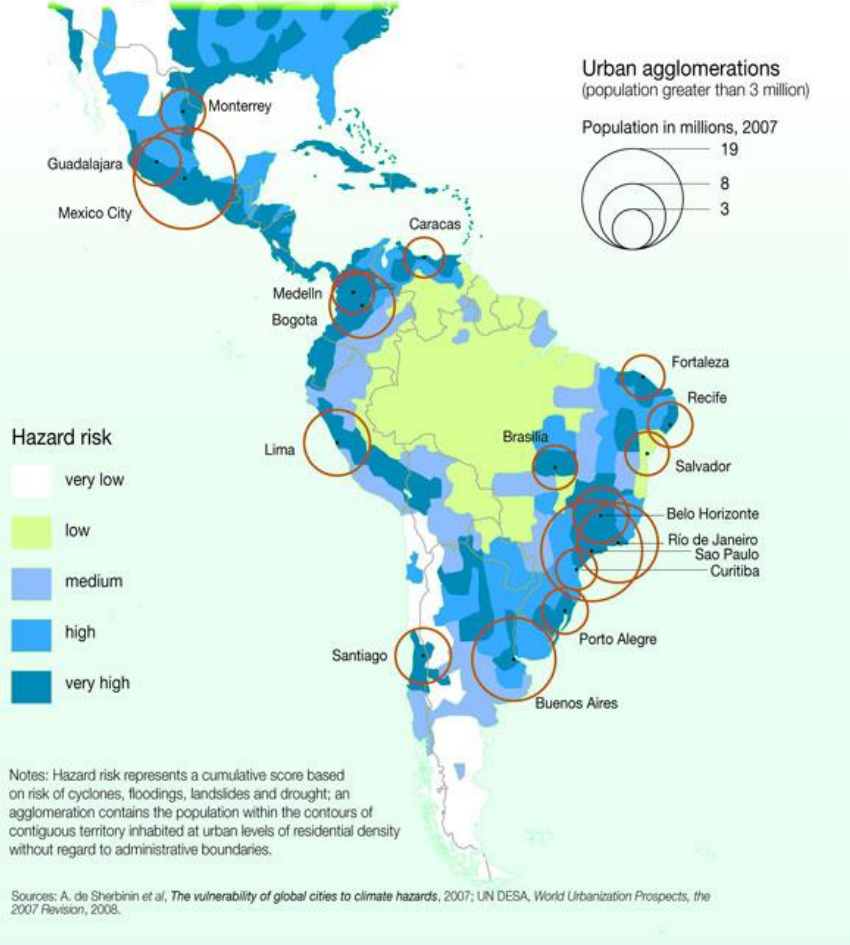 Urban agglomerations
(population greater than 3 million)
Population in millions, 2007
19
8
3
Monterrey
Guadalajara
Mexico City
Caracas
Medelln
Bogota
Fortaleza
Recife
Hazard risk
Brasilia
Lima
Salvador
very low
Belo Horizonte
low
Río de Janeiro
Sao Paulo
Curitiba
medium
high
Porto Alegre
Santiago
very high
Buenos Aires
Notes: Hazard risk represents a cumulative score based
on risk of cyclones, floodings, landslides and drought; an
agglomeration contains the population within the contours of
contiguous territory inhabited at urban levels of residential density
without regard to administrative boundaries.
Sources: A. de Sherbinin et al, The vulnerability of global cities to climate hazards, 2007; UN DESA, World Urbanization Prospects, the
2007 Revision, 2008.